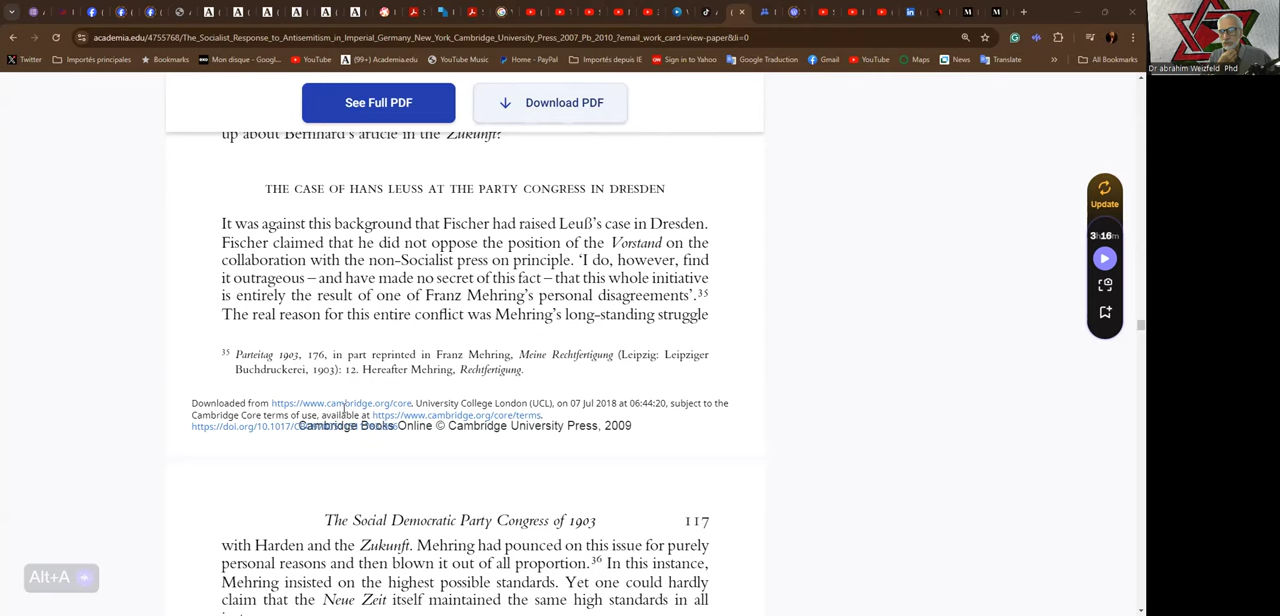 academia.edu/4755768/The_Socialist_Response_to_Antisemitism_in_Imperial_Germany_New_York_Cambridge_University_Press_2007_Pb_2010_?email_work_card=view-paper&li=0
Twitter Importés principales Bookmarks Mon disque - Googl... YouTube (99+) Academia.edu YouTube Music Open - PayPal Importés depuis IE Sign in to Yahoo Google Traduction Gmail YouTube Maps News Translate » All Bookmarks
Dr abrahim Weizfeld Phd
See Full PDF Download PDF
up about Bernhard's article in the Zukunft?
THE CASE OF HANS LEUSS AT THE PARTY CONGRESS IN DRESDEN
It was against this background that Fischer had raised Leuß's case in Dresden.
Fischer claimed that he did not oppose the position of the Vorstand on the
collaboration with the non-Socialist press on principle. 'I do, however, find
it outrageous – and have made no secret of this fact – that this whole initiative
is entirely the result of one of Franz Mehring's personal disagreements'.35
The real reason for this entire conflict was Mehring's long-standing struggle
35 Parteitag 1903, 176, in part reprinted in Franz Mehring, Meine Rechtfertigung (Leipzig: Leipziger
Buchdruckerei, 1903): 12. Hereafter Mehring, Rechtfertigung.
Downloaded from https://www.cambridge.org/core. University College London (UCL), on 07 Jul 2018 at 06:44:20, subject to the
Cambridge Core terms of use, available at https://www.cambridge.org/core/terms.
https://doi.org/10.1017/
Cambridge Books Online © Cambridge University Press, 2009
Update
The Social Democratic Party Congress of 1903 117
with Harden and the Zukunft. Mehring had pounced on this issue for purely
personal reasons and then blown it out of all proportion.36 In this instance,
Mehring insisted on the highest possible standards. Yet one could hardly
claim that the Neue Zeit itself maintained the same high standards in all
Alt+A